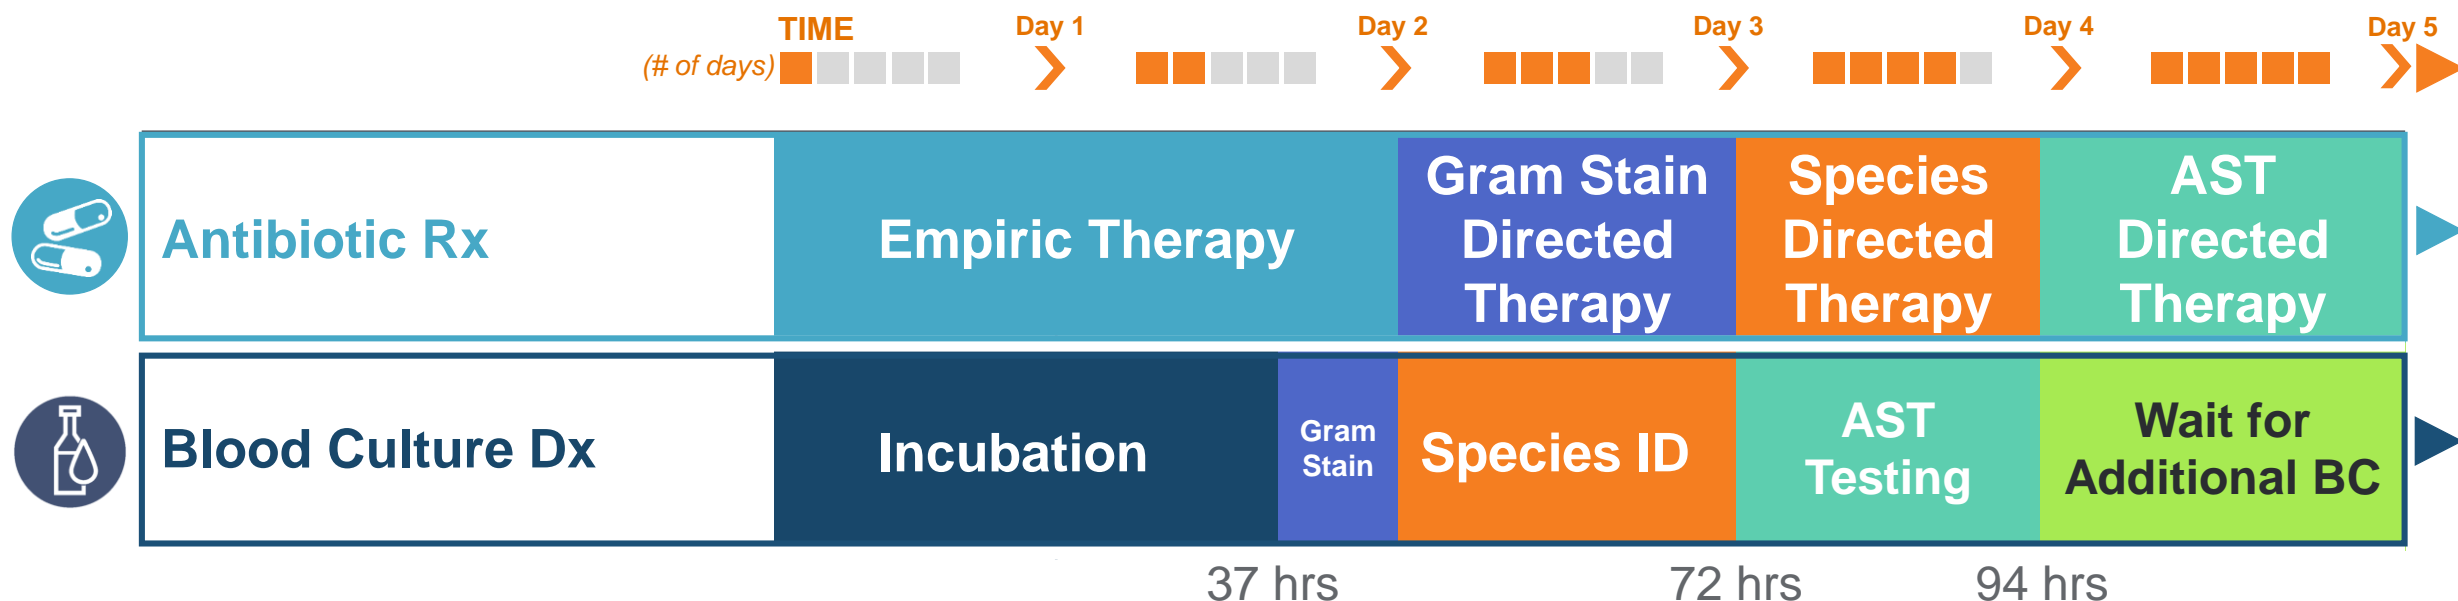 TIME
Day 1
Day 2
Day 3
Day 4
Day 5
(# of days)
Antibiotic Rx
Empiric Therapy
Gram Stain
Directed
Therapy
Species
Directed
Therapy
AST
Directed
Therapy
Blood Culture Dx
Incubation
Gram
Stain
Species ID
AST
Testing
Wait for
Additional BC
37 hrs
72 hrs
94 hrs